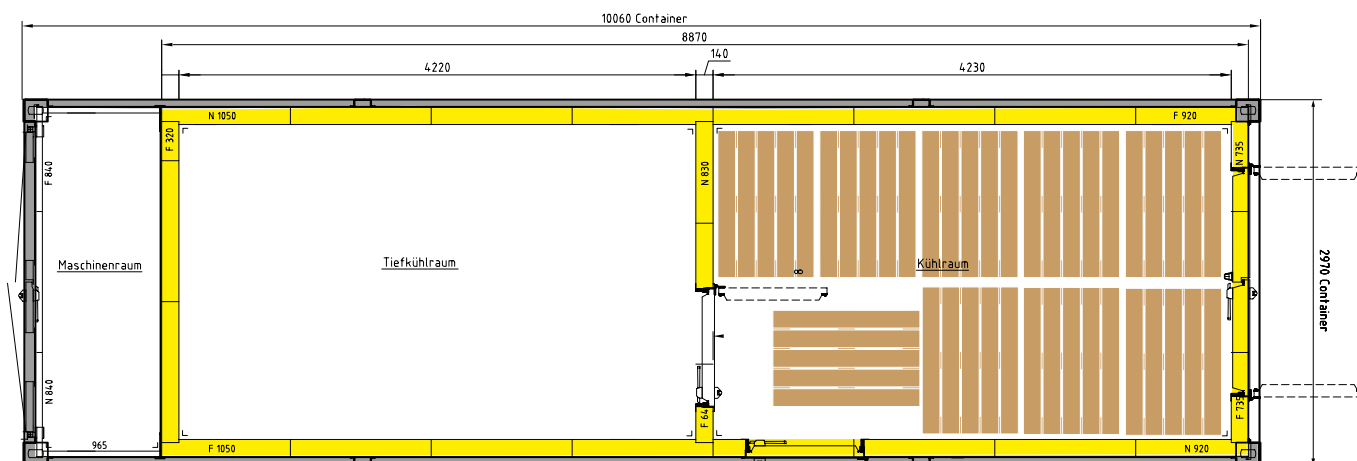 10060 Container
8870
140
4220
4230
N 1050
F 920
F 320
N 830
N 735
F 840
2970 Container
Maschinenraum
Tiefkühlraum
Kühlraum
8
N 840
F 64
F 735
965
F 1050
N 920